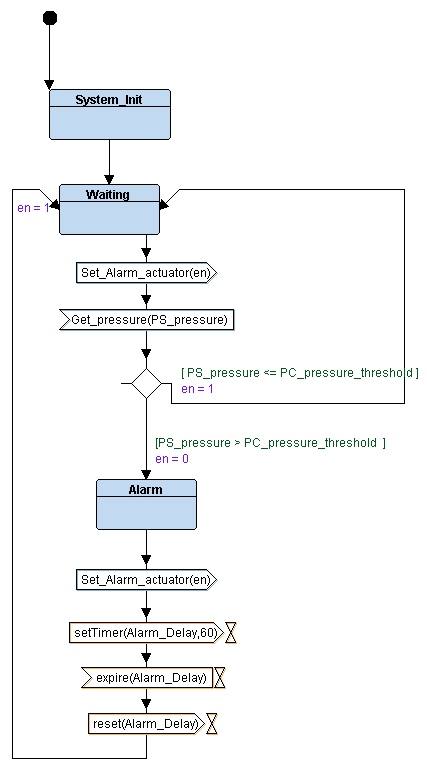 System_Init
Waiting
en = 1
Set_Alarm_actuator(en)
Get_pressure(PS_pressure)
[ PS_pressure <= PC_pressure_threshold ]
en = 1
[PS_pressure > PC_pressure_threshold ]
en = 0
Alarm
Set_Alarm_actuator(en)
setTimer(Alarm_Delay,60)
expire(Alarm_Delay)
reset(Alarm_Delay)